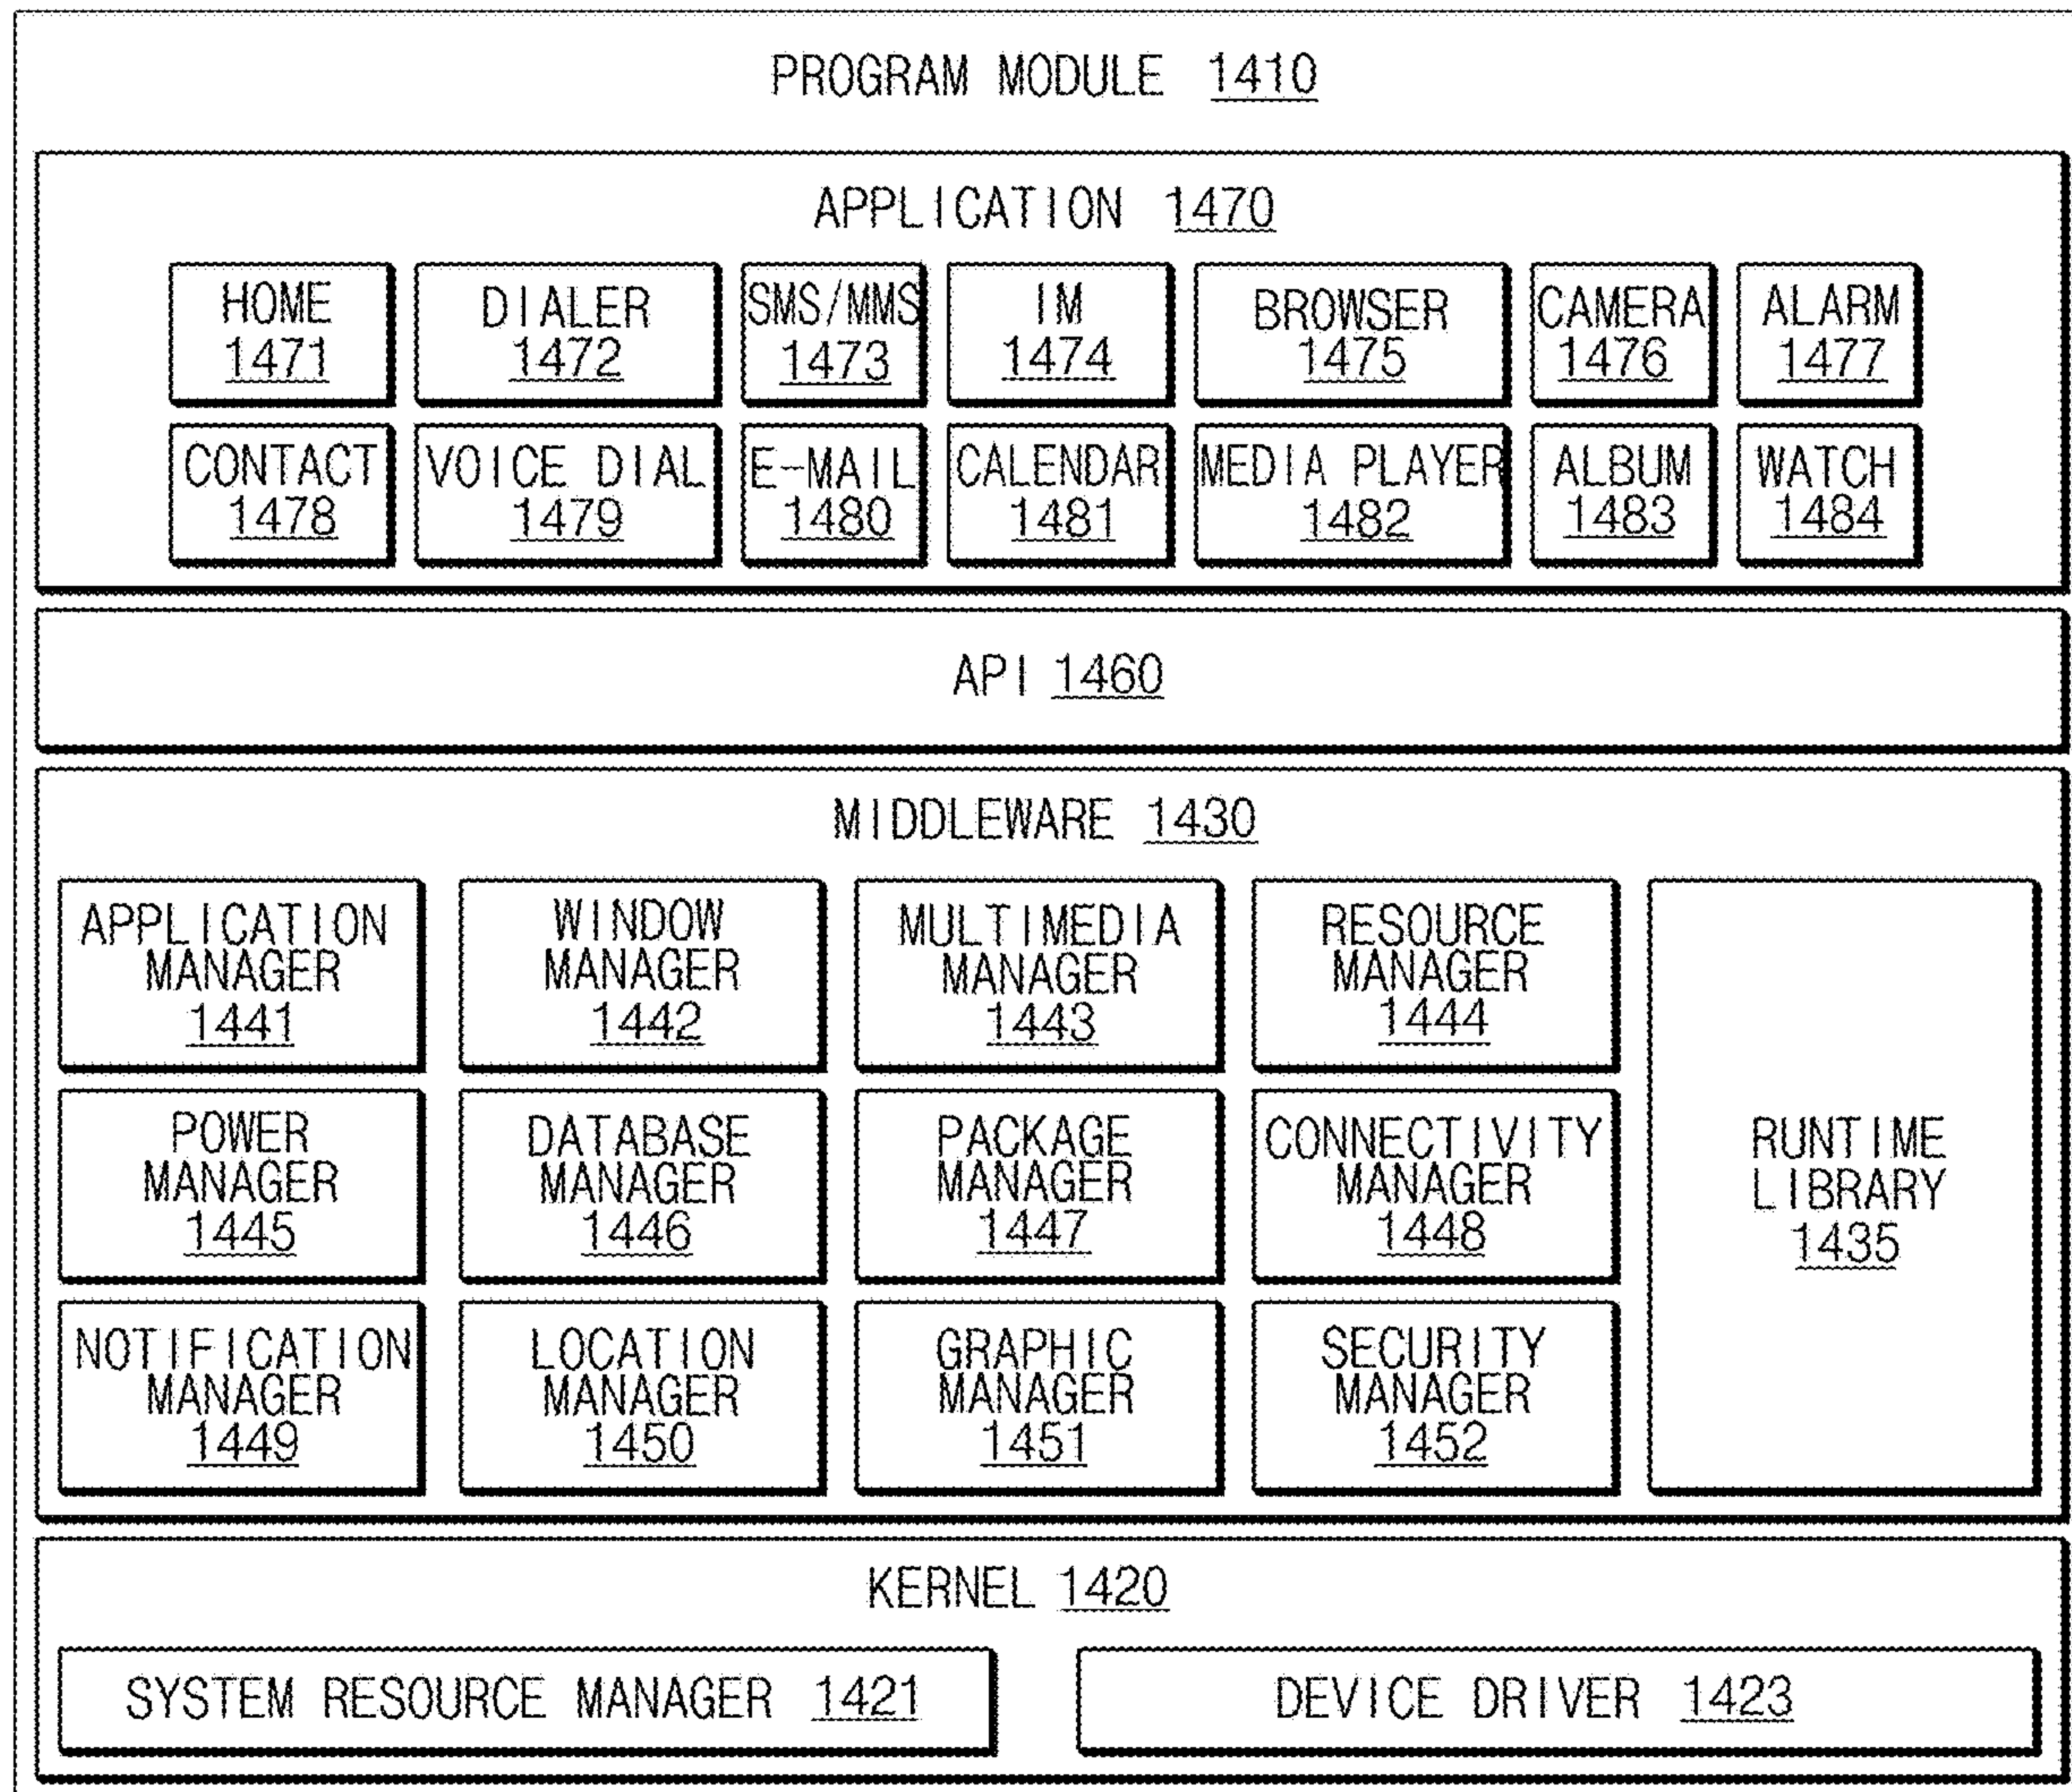 PROGRAM MODULE 1410
APPLICATION 1470
HOME
1471
DIALER
1472
SMS/MMS
1473
IM
1474
BROWSER
1475
CAMERA
1476
ALARM
1477
CONTACT
1478
VOICE DIAL
1479
E-MAIL
1480
CALENDAR
1481
MEDIA PLAYER
1482
ALBUM
1483
WATCH
1484
API 1460
MIDDLEWARE 1430
APPLICATION
MANAGER
1441
WINDOW
MANAGER
1442
MULTIMEDIA
MANAGER
1443
RESOURCE
MANAGER
1444
POWER
MANAGER
1445
DATABASE
MANAGER
1446
PACKAGE
MANAGER
1447
CONNECTIVITY
MANAGER
1448
NOTIFICATION
MANAGER
1449
LOCATION
MANAGER
1450
GRAPHIC
MANAGER
1451
SECURITY
MANAGER
1452
RUNTIME
LIBRARY
1435
KERNEL 1420
SYSTEM RESOURCE MANAGER 1421
DEVICE DRIVER 1423